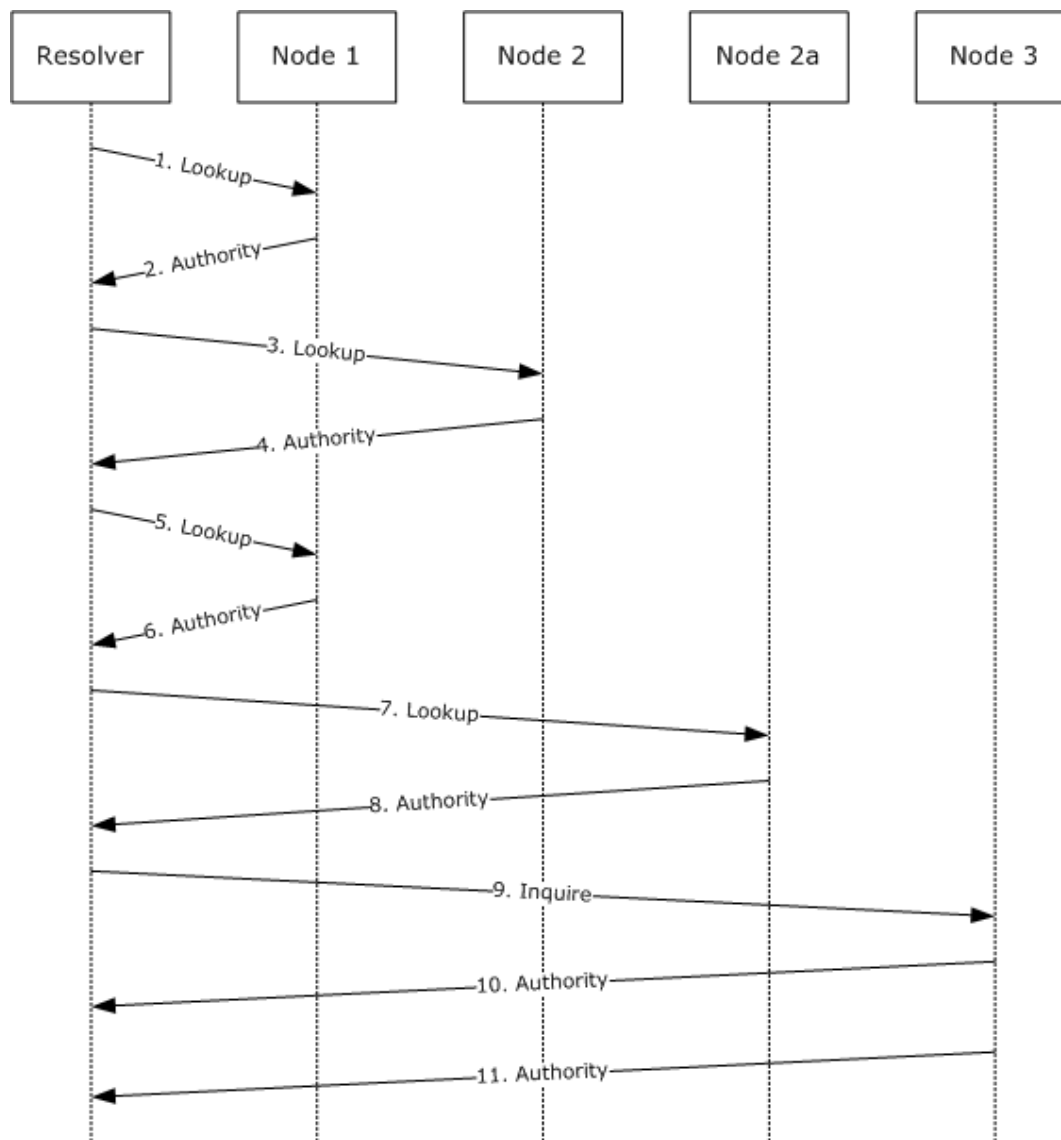 Resolver
Node 1
Node 2
Node 2a
Node 3
1. Lookup
2. Authority
3. Lookup
4. Authority
5. Lookup
6. Authority
7. Lookup
8. Authority
9. Inquire
10. Authority
11. Authority